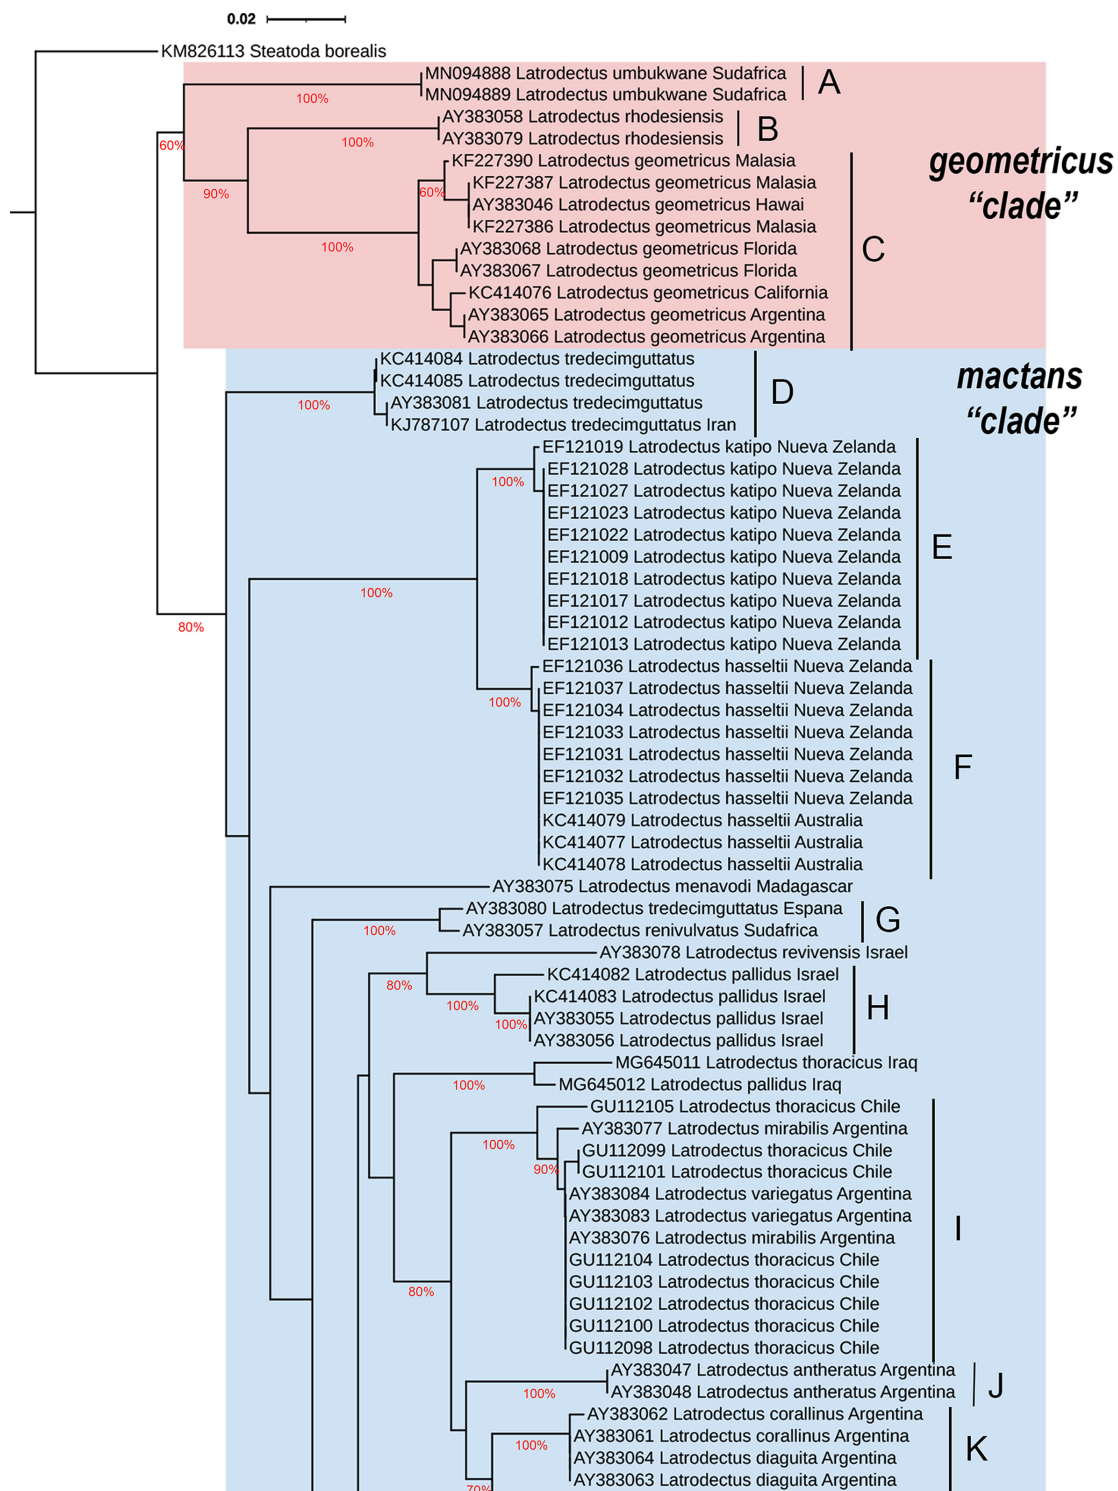 0.02
KM826113 Steatoda borealis
MN094888 Latrodectus umbukwane Sudafrica
MN094889 Latrodectus umbukwane Sudafrica
A
100%
AY383058 Latrodectus rhodesiensis
AY383079 Latrodectus rhodesiensis
B
100%
60%
geometricus
“clade”
KF227390 Latrodectus geometricus Malasia
KF227387 Latrodectus geometricus Malasia
60%
90%
AY383046 Latrodectus geometricus Hawai
KF227386 Latrodectus geometricus Malasia
100%
AY383068 Latrodectus geometricus Florida
C
AY383067 Latrodectus geometricus Florida
KC414076 Latrodectus geometricus California
AY383065 Latrodectus geometricus Argentina
AY383066 Latrodectus geometricus Argentina
mactans
“clade”
KC414084 Latrodectus tredecimguttatus
KC414085 Latrodectus tredecimguttatus
D
100%
AY383081 Latrodectus tredecimguttatus
KJ787107 Latrodectus tredecimguttatus Iran
EF121019 Latrodectus katipo Nueva Zelanda
EF121028 Latrodectus katipo Nueva Zelanda
100%
EF121027 Latrodectus katipo Nueva Zelanda
EF121023 Latrodectus katipo Nueva Zelanda
EF121022 Latrodectus katipo Nueva Zelanda
E
EF121009 Latrodectus katipo Nueva Zelanda
EF121018 Latrodectus katipo Nueva Zelanda
100%
EF121017 Latrodectus katipo Nueva Zelanda
EF121012 Latrodectus katipo Nueva Zelanda
80%
EF121013 Latrodectus katipo Nueva Zelanda
EF121036 Latrodectus hasseltii Nueva Zelanda
EF121037 Latrodectus hasseltii Nueva Zelanda
100%
EF121034 Latrodectus hasseltii Nueva Zelanda
EF121033 Latrodectus hasseltii Nueva Zelanda
EF121031 Latrodectus hasseltii Nueva Zelanda
F
EF121032 Latrodectus hasseltii Nueva Zelanda
EF121035 Latrodectus hasseltii Nueva Zelanda
KC414079 Latrodectus hasseltii Australia
KC414077 Latrodectus hasseltii Australia
KC414078 Latrodectus hasseltii Australia
AY383075 Latrodectus menavodi Madagascar
AY383080 Latrodectus tredecimguttatus Espana
G
100%
AY383057 Latrodectus renivulvatus Sudafrica
AY383078 Latrodectus revivensis Israel
KC414082 Latrodectus pallidus Israel
80%
KC414083 Latrodectus pallidus Israel
100%
H
AY383055 Latrodectus pallidus Israel
100%
AY383056 Latrodectus pallidus Israel
MG645011 Latrodectus thoracicus Iraq
100%
MG645012 Latrodectus pallidus Iraq
GU112105 Latrodectus thoracicus Chile
AY383077 Latrodectus mirabilis Argentina
100%
GU112099 Latrodectus thoracicus Chile
90%
GU112101 Latrodectus thoracicus Chile
AY383084 Latrodectus variegatus Argentina
AY383083 Latrodectus variegatus Argentina
I
AY383076 Latrodectus mirabilis Argentina
GU112104 Latrodectus thoracicus Chile
GU112103 Latrodectus thoracicus Chile
80%
GU112102 Latrodectus thoracicus Chile
GU112100 Latrodectus thoracicus Chile
GU112098 Latrodectus thoracicus Chile
AY383047 Latrodectus antheratus Argentina
J
100%
AY383048 Latrodectus antheratus Argentina
AY383062 Latrodectus corallinus Argentina
AY383061 Latrodectus corallinus Argentina
100%
K
AY383064 Latrodectus diaguita Argentina
AY383063 Latrodectus diaguita Argentina
70%